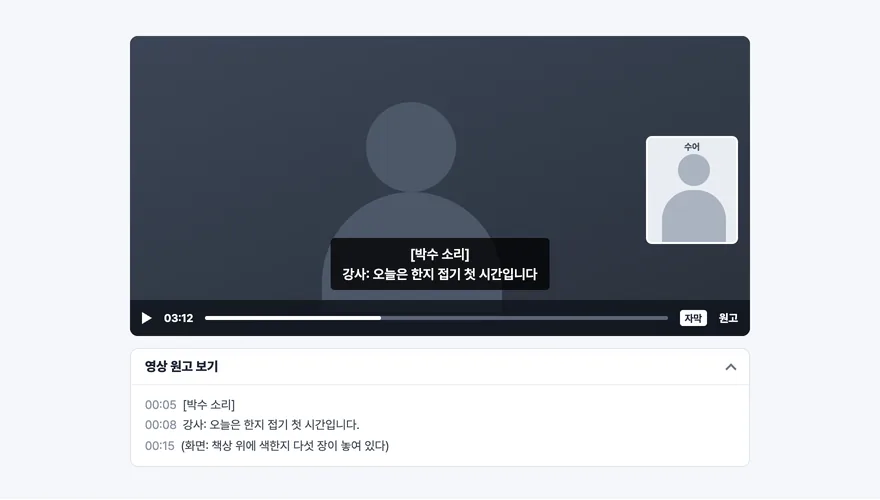 수어
[박수 소리]
강사: 오늘은 한지 접기 첫 시간입니다
03:12 자막 원고
영상 원고 보기
00:05 [박수 소리]
00:08 강사: 오늘은 한지 접기 첫 시간입니다.
00:15 (화면: 책상 위에 색한지 다섯 장이 놓여 있다)